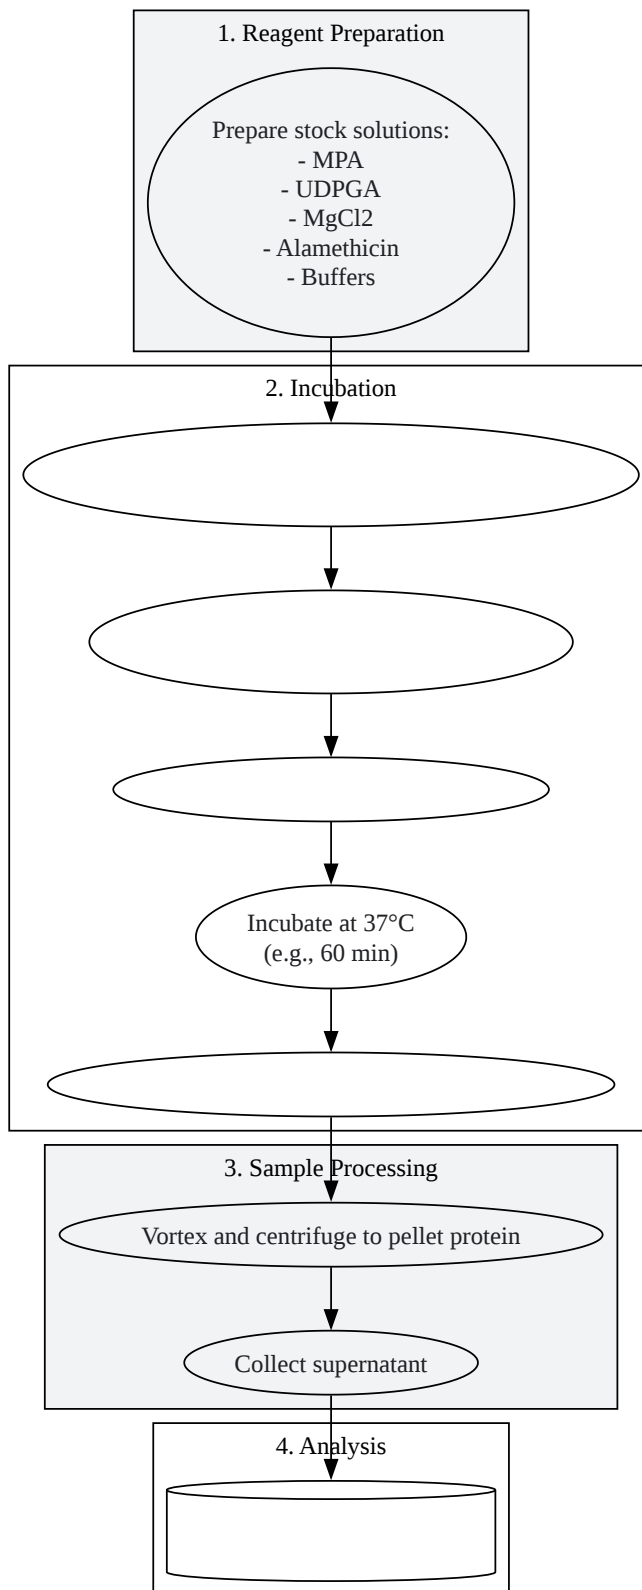 1. Reagent Preparation
Prepare stock solutions:
- MPA
- UDPGA
- MgCl2
- Alamethicin
- Buffers
2. Incubation
Incubate at 37°C
(e.g., 60 min)
3. Sample Processing
Vortex and centrifuge to pellet protein
Collect supernatant
4. Analysis